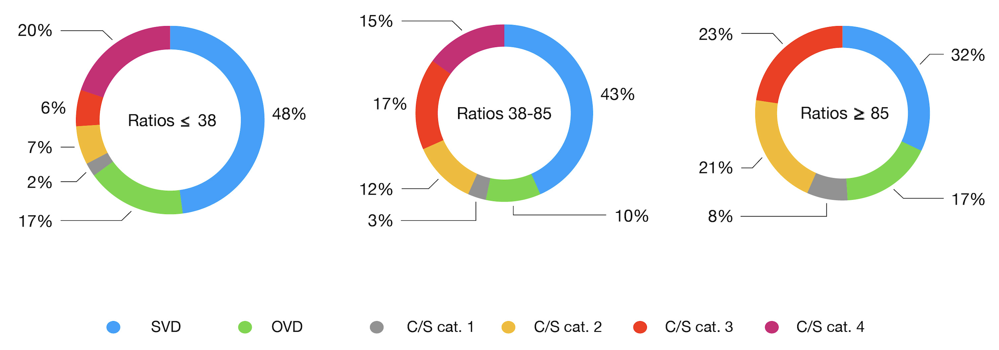 20%
6%
7%
2%
17%
48%
Ratios ≤ 38
15%
17%
12%
3%
10%
43%
Ratios 38-85
23%
21%
8%
17%
32%
Ratios ≥ 85
SVD
OVD
C/S cat. 1
C/S cat. 2
C/S cat. 3
C/S cat. 4